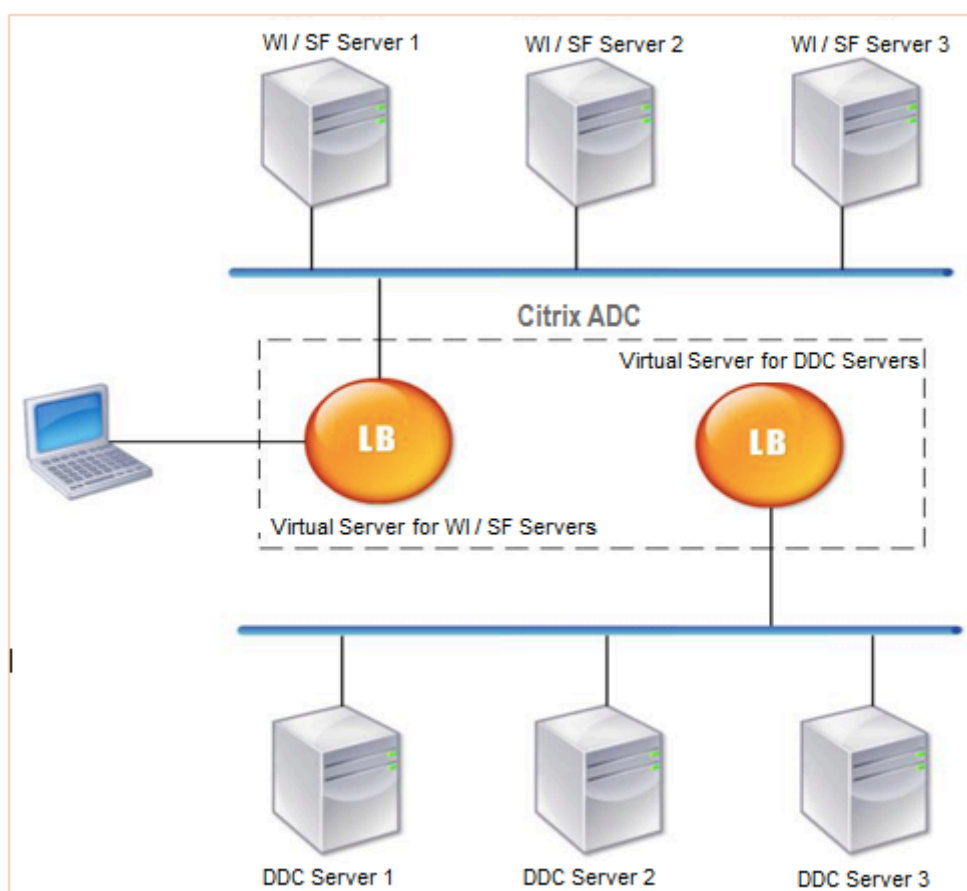 WI / SF Server 1
WI / SF Server 2
WI / SF Server 3
Citrix ADC
Virtual Server for DDC Servers
LB
LB
Virtual Server for WI / SF Servers
DDC Server 1
DDC Server 2
DDC Server 3